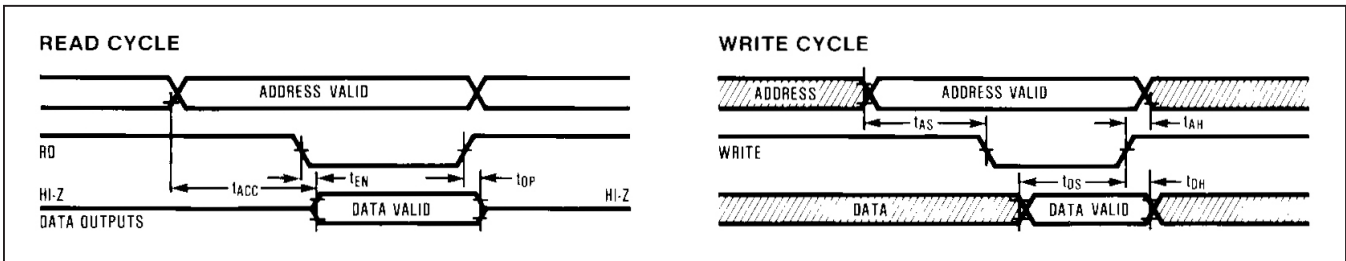 READ CYCLE
ADDRESS VALID
RD
tACC
tEN
tOP
HI-Z
HI-Z
DATA VALID
DATA OUTPUTS
WRITE CYCLE
ADDRESS
ADDRESS VALID
tAS
tAH
WRITE
tDS
tDH
DATA
DATA VALID